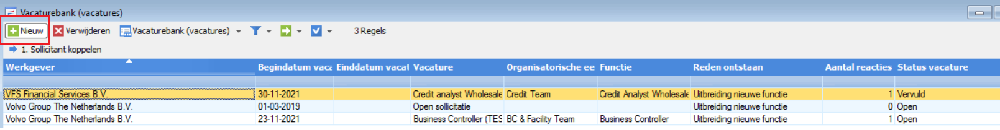 Vacaturebank (vacatures)
Nieuw Verwijderen Vacaturebank (vacatures) 3 Regels
1. Sollicitant koppelen
Werkgever Begindatum vaca Einddatum vacat Vacature Organisatorische ee Functie Reden ontstaan Aantal reacties Status vacature
VFS Financial Services B.V. 30-11-2021 Credit analyst Wholesale Credit Team Credit Analyst Wholesale Uitbreiding nieuwe functie 1 Vervuld
Volvo Group The Netherlands B.V. 01-03-2019 Open sollicitatie Uitbreiding nieuwe functie 0 Open
Volvo Group The Netherlands B.V. 23-11-2021 Business Controller (TES BC & Facility Team Business Controller Uitbreiding nieuwe functie 1 Open